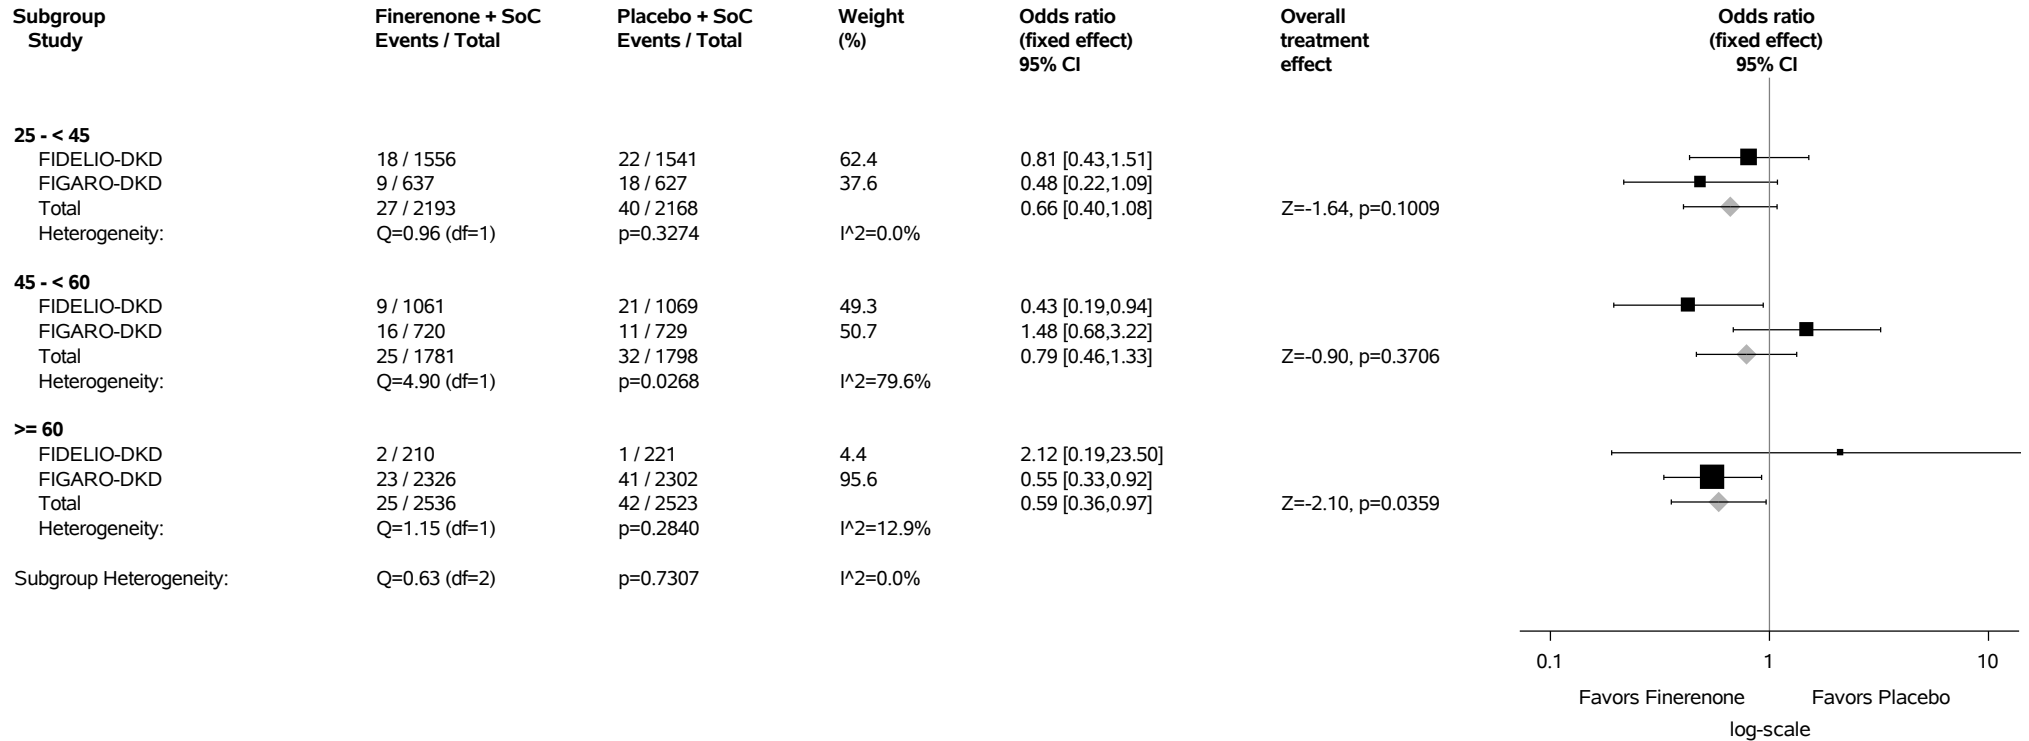 Subgroup Finerenone + SoC Placebo + SoC Weight Odds ratio Overall Odds ratio
Study Events / Total Events / Total (%) (fixed effect) treatment (fixed effect)
95% CI effect 95% CI
25 - < 45
FIDELIO-DKD 18 / 1556 22 / 1541 62.4 0.81 [0.43,1.51]
FIGARO-DKD 9 / 637 18 / 627 37.6 0.48 [0.22,1.09]
Total 27 / 2193 40 / 2168 0.66 [0.40,1.08] Z=-1.64, p=0.1009
Heterogeneity: Q=0.96 (df=1) p=0.3274 I^2=0.0%
45 - < 60
FIDELIO-DKD 9 / 1061 21 / 1069 49.3 0.43 [0.19,0.94]
FIGARO-DKD 16 / 720 11 / 729 50.7 1.48 [0.68,3.22]
Total 25 / 1781 32 / 1798 0.79 [0.46,1.33] Z=-0.90, p=0.3706
Heterogeneity: Q=4.90 (df=1) p=0.0268 I^2=79.6%
>= 60
FIDELIO-DKD 2 / 210 1 / 221 4.4 2.12 [0.19,23.50]
FIGARO-DKD 23 / 2326 41 / 2302 95.6 0.55 [0.33,0.92]
Total 25 / 2536 42 / 2523 0.59 [0.36,0.97] Z=-2.10, p=0.0359
Heterogeneity: Q=1.15 (df=1) p=0.2840 I^2=12.9%
Subgroup Heterogeneity: Q=0.63 (df=2) p=0.7307 I^2=0.0%
0.1 1 10
Favors Finerenone Favors Placebo
log-scale